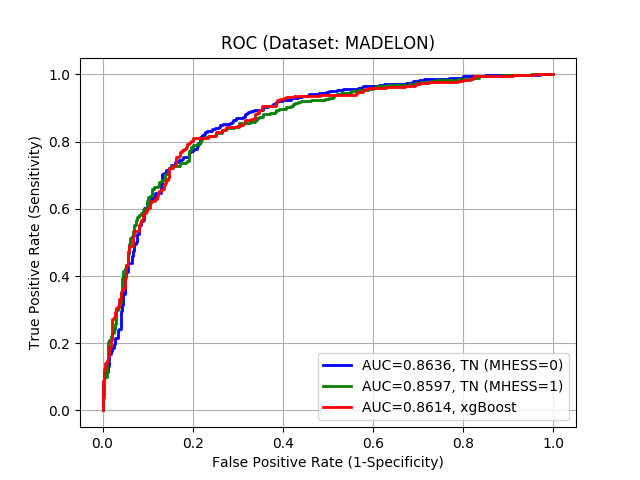 ROC (Dataset: MADELON)
True Positive Rate (Sensitivity)
1.0
0.8
0.6
0.4
0.2
0.0
AUC=0.8636, TN (MHESS=0)
AUC=0.8597, TN (MHESS=1)
AUC=0.8614, xgBoost
0.0 0.2 0.4 0.6 0.8 1.0
False Positive Rate (1-Specificity)